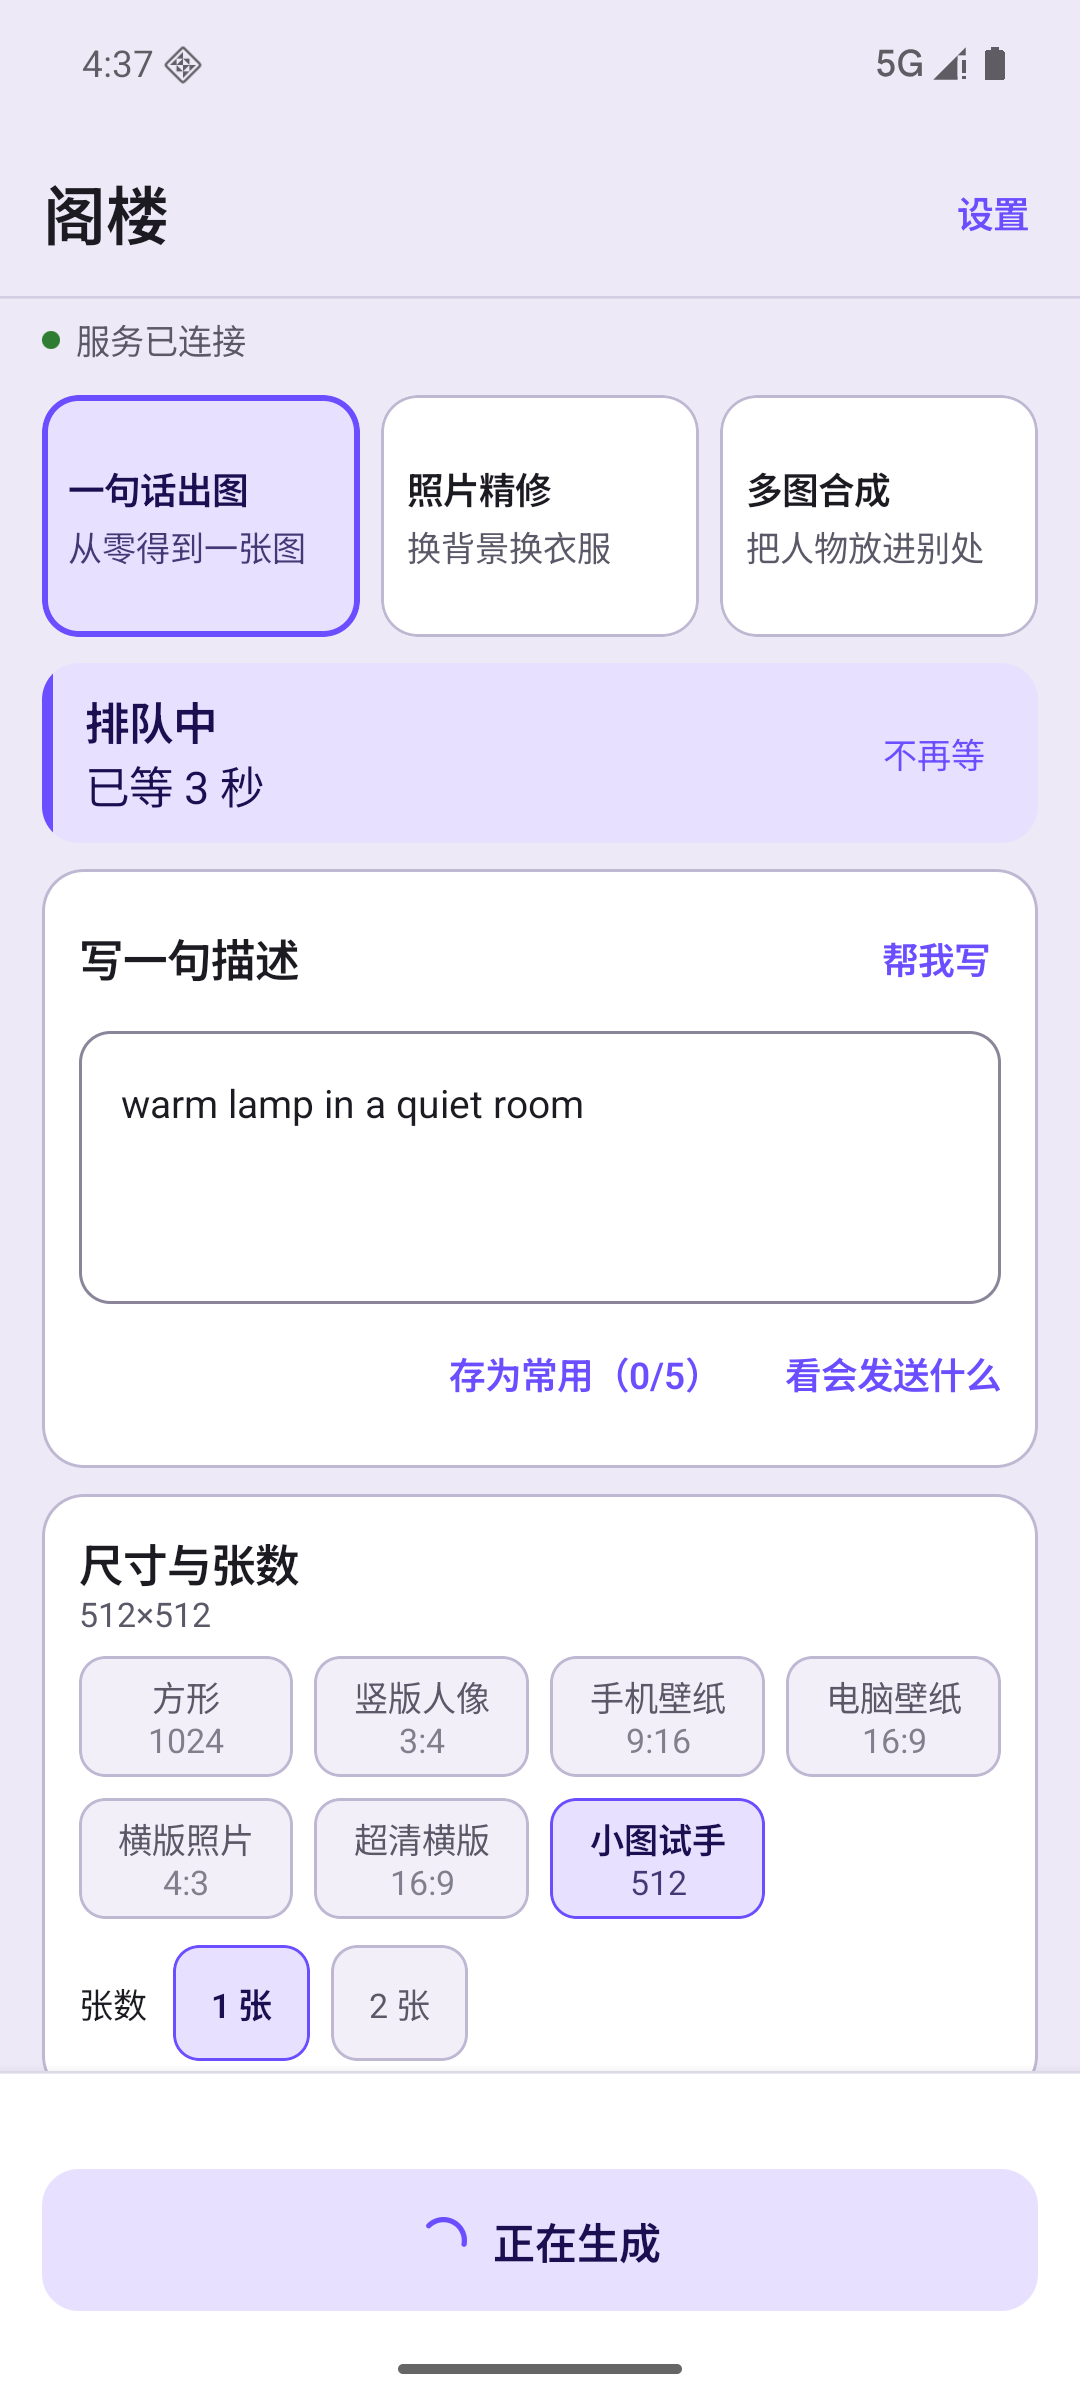 4:37
5G
阁楼
设置
服务已连接
一句话出图
从零得到一张图
照片精修
换背景换衣服
多图合成
把人物放进别处
排队中
已等 3 秒
不再等
写一句描述
帮我写
warm lamp in a quiet room
存为常用（0/5）
看会发送什么
尺寸与张数
512×512
方形
1024
竖版人像
3:4
手机壁纸
9:16
电脑壁纸
16:9
横版照片
4:3
超清横版
16:9
小图试手
512
张数
1 张
2 张
正在生成